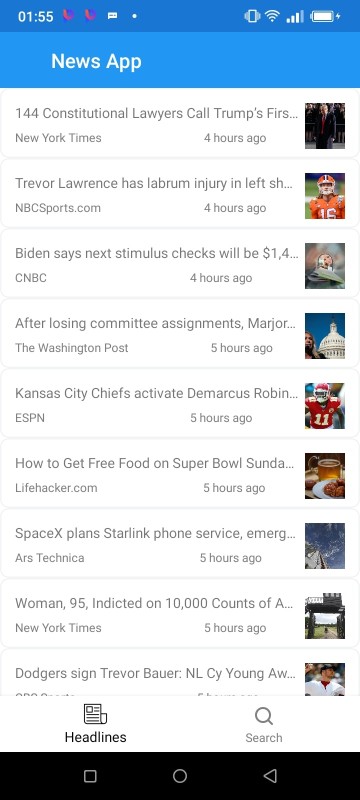 01:55
News App
144 Constitutional Lawyers Call Trump's Firs...
New York Times 4 hours ago
Trevor Lawrence has labrum injury in left sh...
NBCSports.com 4 hours ago
Biden says next stimulus checks will be $1,4...
CNBC 4 hours ago
After losing committee assignments, Marjor...
The Washington Post 5 hours ago
Kansas City Chiefs activate Demarcus Robin...
ESPN 5 hours ago
How to Get Free Food on Super Bowl Sunda...
Lifehacker.com 5 hours ago
SpaceX plans Starlink phone service, emerg...
Ars Technica 5 hours ago
Woman, 95, Indicted on 10,000 Counts of A...
New York Times 5 hours ago
Dodgers sign Trevor Bauer: NL Cy Young Aw...
CBS Sports 5 hours ago
Headlines
Search